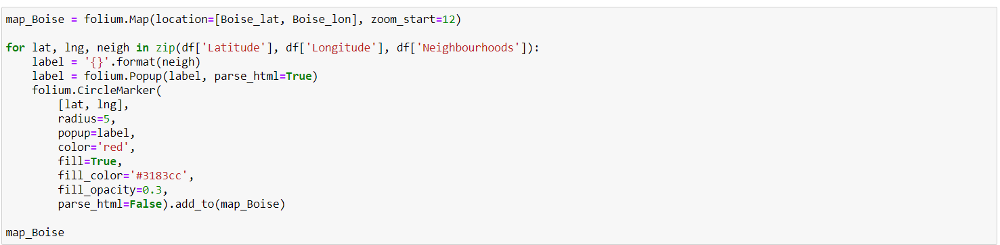 map_Boise = folium.Map(location=[Boise_lat, Boise_lon], zoom_start=12)

for lat, lng, neigh in zip(df['Latitude'], df['Longitude'], df['Neighbourhoods']):
    label = '{}'.format(neigh)
    label = folium.Popup(label, parse_html=True)
    folium.CircleMarker(
        [lat, lng],
        radius=5,
        popup=label,
        color='red',
        fill=True,
        fill_color='#3183cc',
        fill_opacity=0.3,
        parse_html=False).add_to(map_Boise)

map_Boise